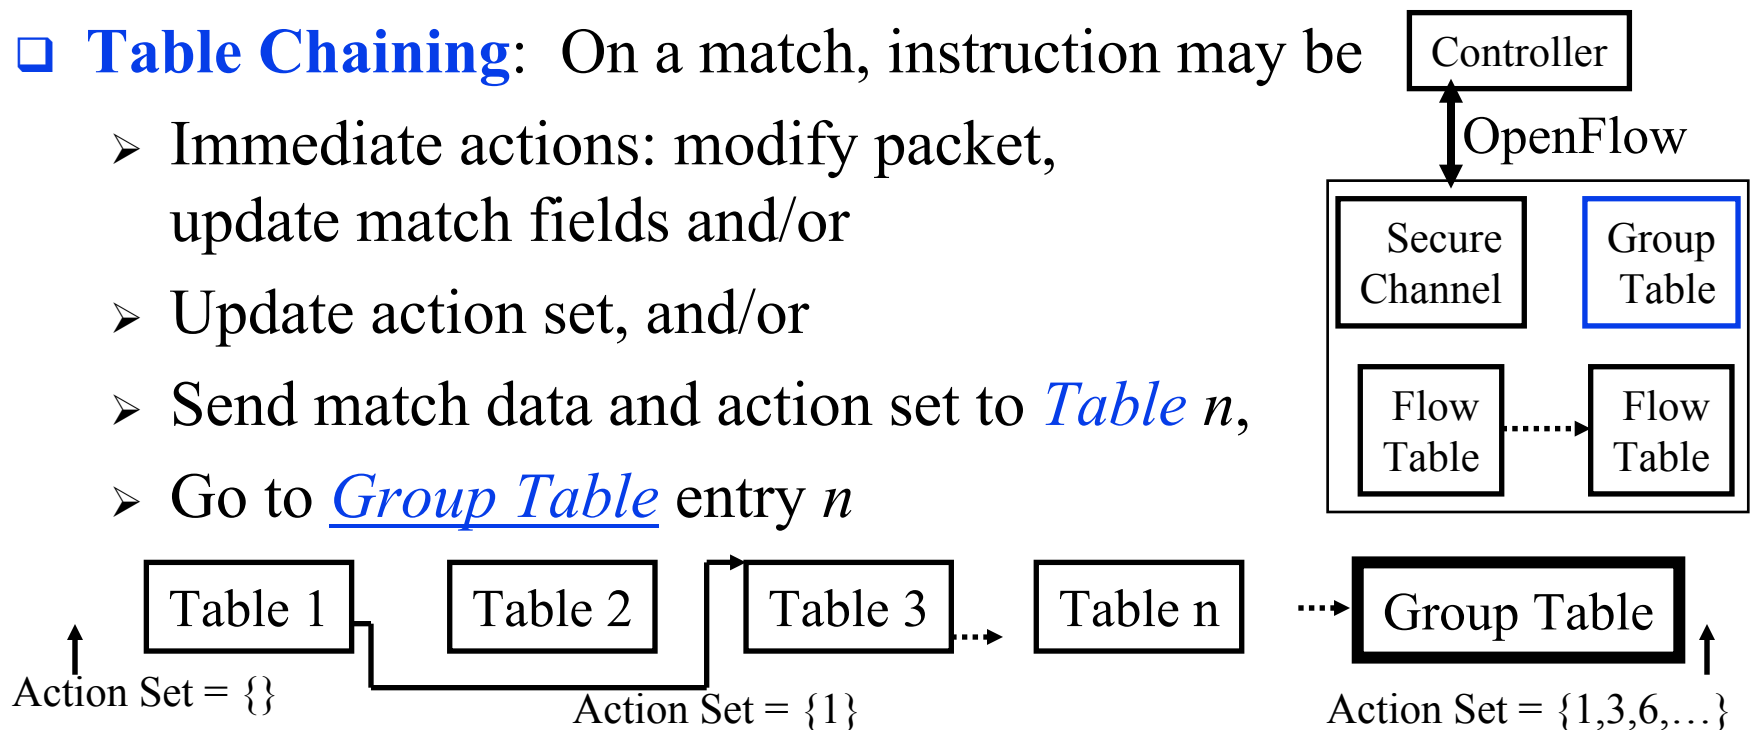 ❑ Table Chaining: On a match, instruction may be
➢ Immediate actions: modify packet,
update match fields and/or
➢ Update action set, and/or
➢ Send match data and action set to Table n,
➢ Go to Group Table entry n
Controller
OpenFlow
Secure
Channel
Group
Table
Flow
Table
Flow
Table
Table 1
Table 2
Table 3
Table n
Group Table
Action Set = {}
Action Set = {1}
Action Set = {1,3,6,…}